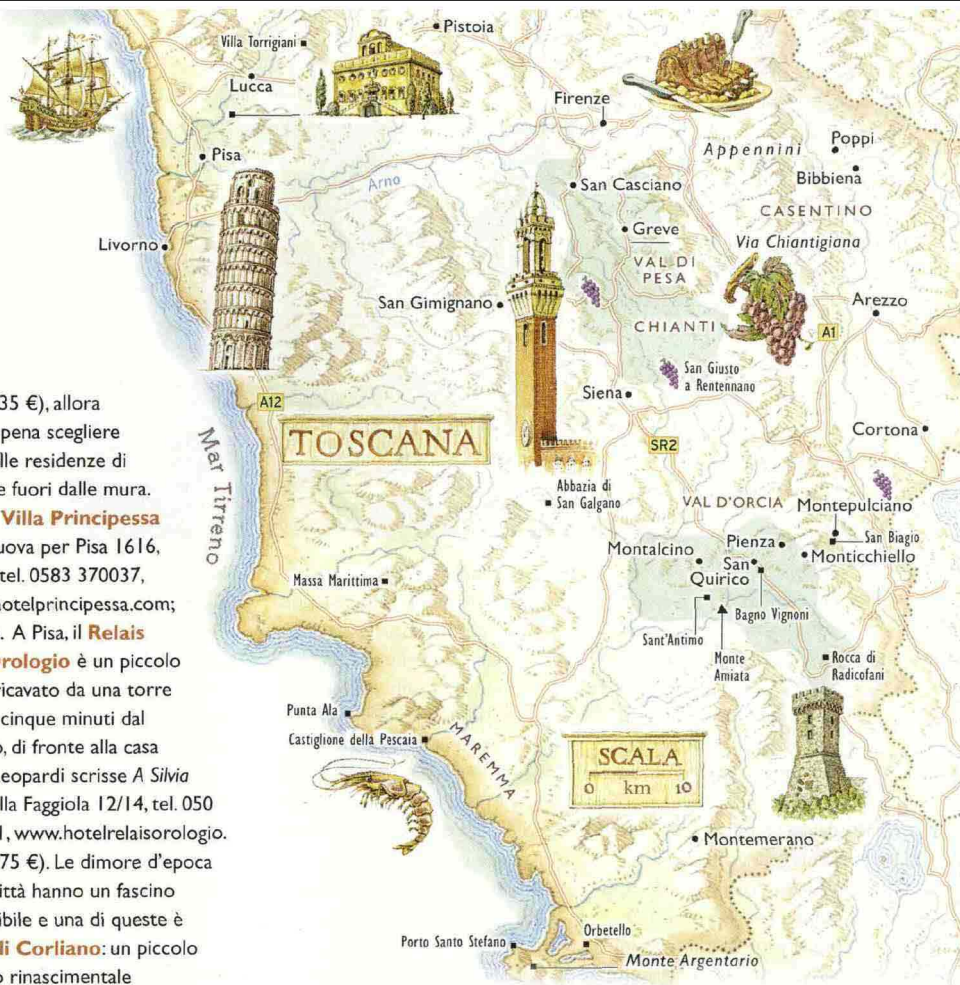 Pistoia
Villa Torrigiani
Lucca
Firenze
Appennini
Poppi
Pisa
Bibbiena
Arno
San Casciano
CASENTINO
Greve
Via Chiantigiana
Livorno
VAL DI
PESA
San Gimignano
Arezzo
CHIANTI
A1
San Giusto
a Rentennano
Siena
A12
TOSCANA
Cortona
SR2
Mar Tirreno
Abbazia di
San Galgano
VAL D'ORCIA
Montepulciano
San Biagio
Pienza
Montalcino
Monticchiello
San
Quirico
Massa Marittima
Bagno Vignoni
Sant'Antimo
Monte
Amiata
Rocca di
Radicofani
Punta Ala
Castiglione della Pescaia
MAREMMA
SCALA
0 km 10
Montemerano
Orbetello
Porto Santo Stefano
Monte Argentario
35 €), allora
pena scegliere
lle residenze di
e fuori dalle mura.
Villa Principessa
uova per Pisa 1616,
tel. 0583 370037,
hotelprincipessa.com;
. A Pisa, il Relais
rologio è un piccolo
ricavato da una torre
cinque minuti dal
o, di fronte alla casa
eopardi scrisse A Silvia
lla Faggiola 12/14, tel. 050
1, www.hotelrelaisorologio.
75 €). Le dimore d'epoca
ittà hanno un fascino
ibile e una di queste è
di Corliano: un piccolo
o rinascimentale